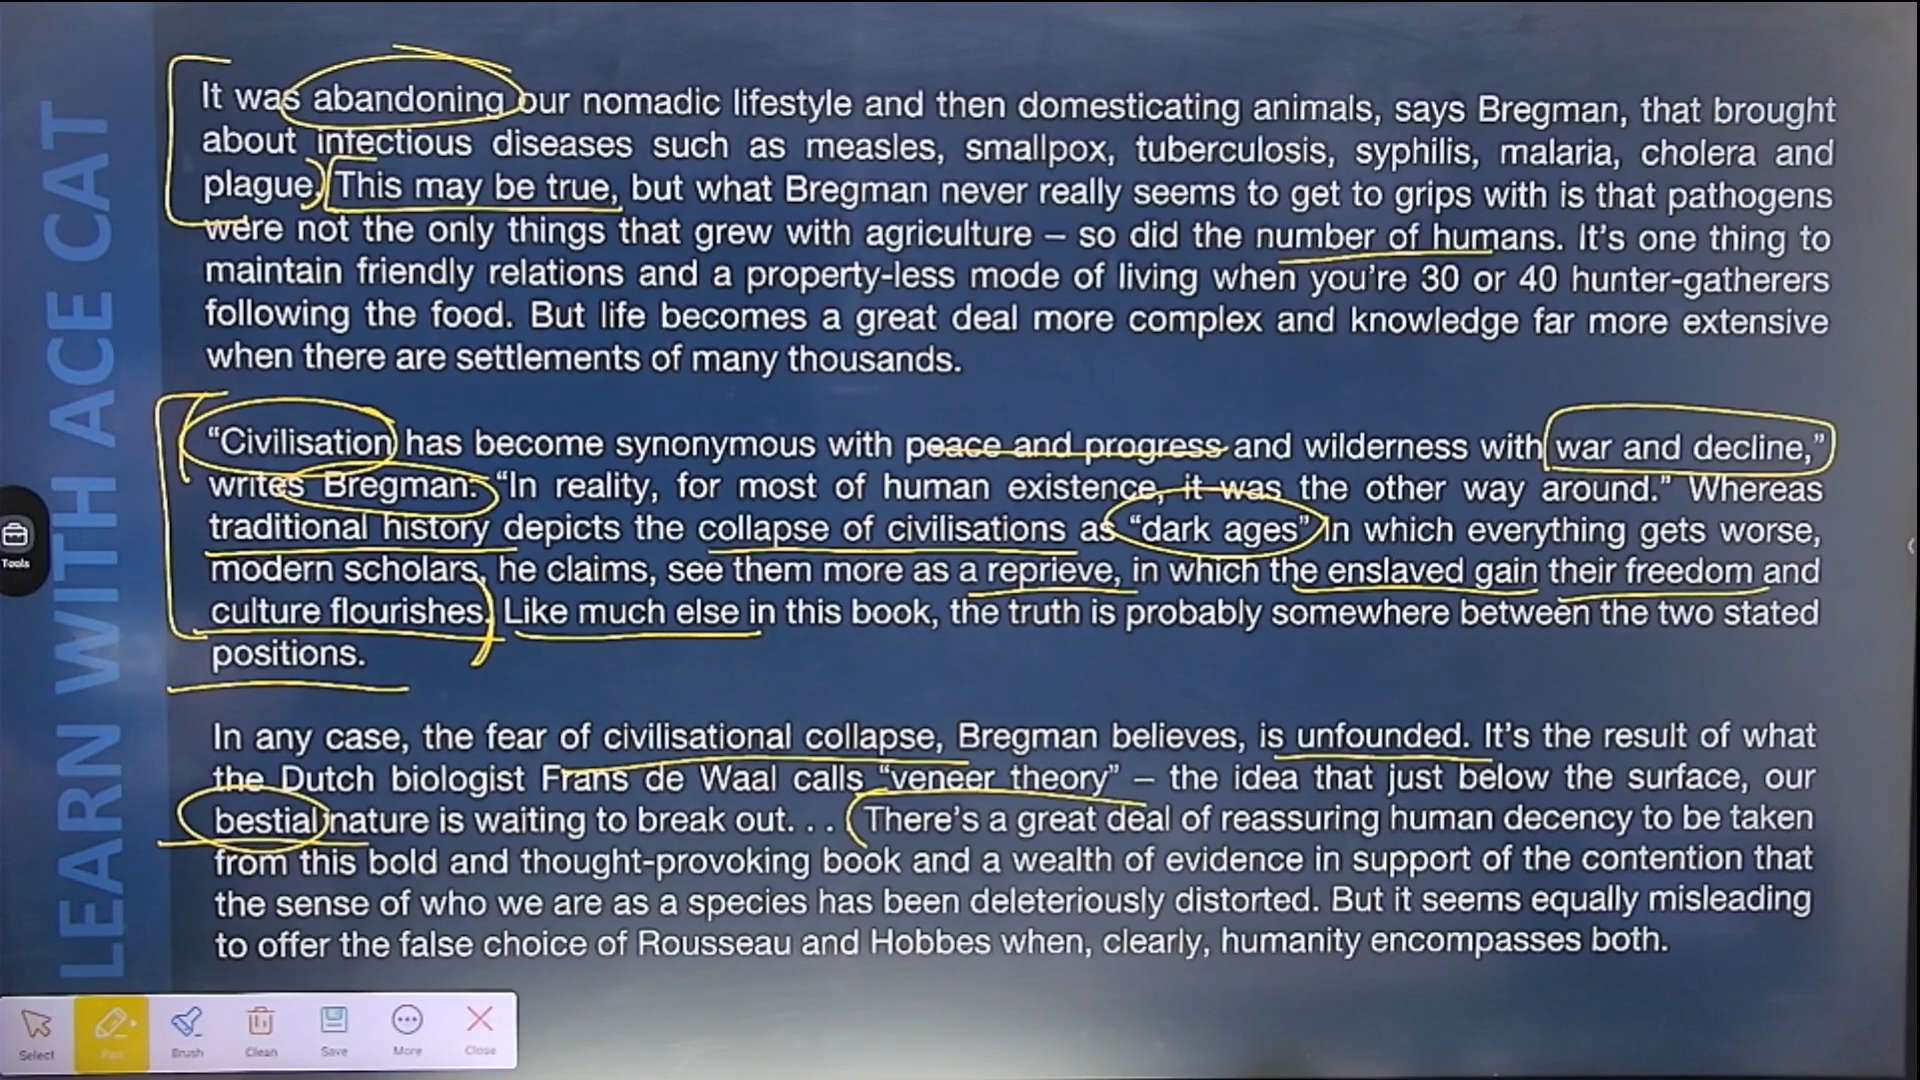 LEARN WITH ACE CAT
It was abandoning our nomadic lifestyle and then domesticating animals, says Bregman, that brought
about infectious diseases such as measles, smallpox, tuberculosis, syphilis, malaria, cholera and
plague. This may be true, but what Bregman never really seems to get to grips with is that pathogens
were not the only things that grew with agriculture – so did the number of humans. It's one thing to
maintain friendly relations and a property-less mode of living when you're 30 or 40 hunter-gatherers
following the food. But life becomes a great deal more complex and knowledge far more extensive
when there are settlements of many thousands.
“Civilisation has become synonymous with peace and progress and wilderness with war and decline,”
writes Bregman. “In reality, for most of human existence, it was the other way around.” Whereas
traditional history depicts the collapse of civilisations as “dark ages” in which everything gets worse,
modern scholars, he claims, see them more as a reprieve, in which the enslaved gain their freedom and
culture flourishes. Like much else in this book, the truth is probably somewhere between the two stated
positions.
In any case, the fear of civilisational collapse, Bregman believes, is unfounded. It's the result of what
the Dutch biologist Frans de Waal calls “veneer theory” – the idea that just below the surface, our
bestial nature is waiting to break out. . . There's a great deal of reassuring human decency to be taken
from this bold and thought-provoking book and a wealth of evidence in support of the contention that
the sense of who we are as a species has been deleteriously distorted. But it seems equally misleading
to offer the false choice of Rousseau and Hobbes when, clearly, humanity encompasses both.
Tools
Select Pen Brush Clean Save More Close